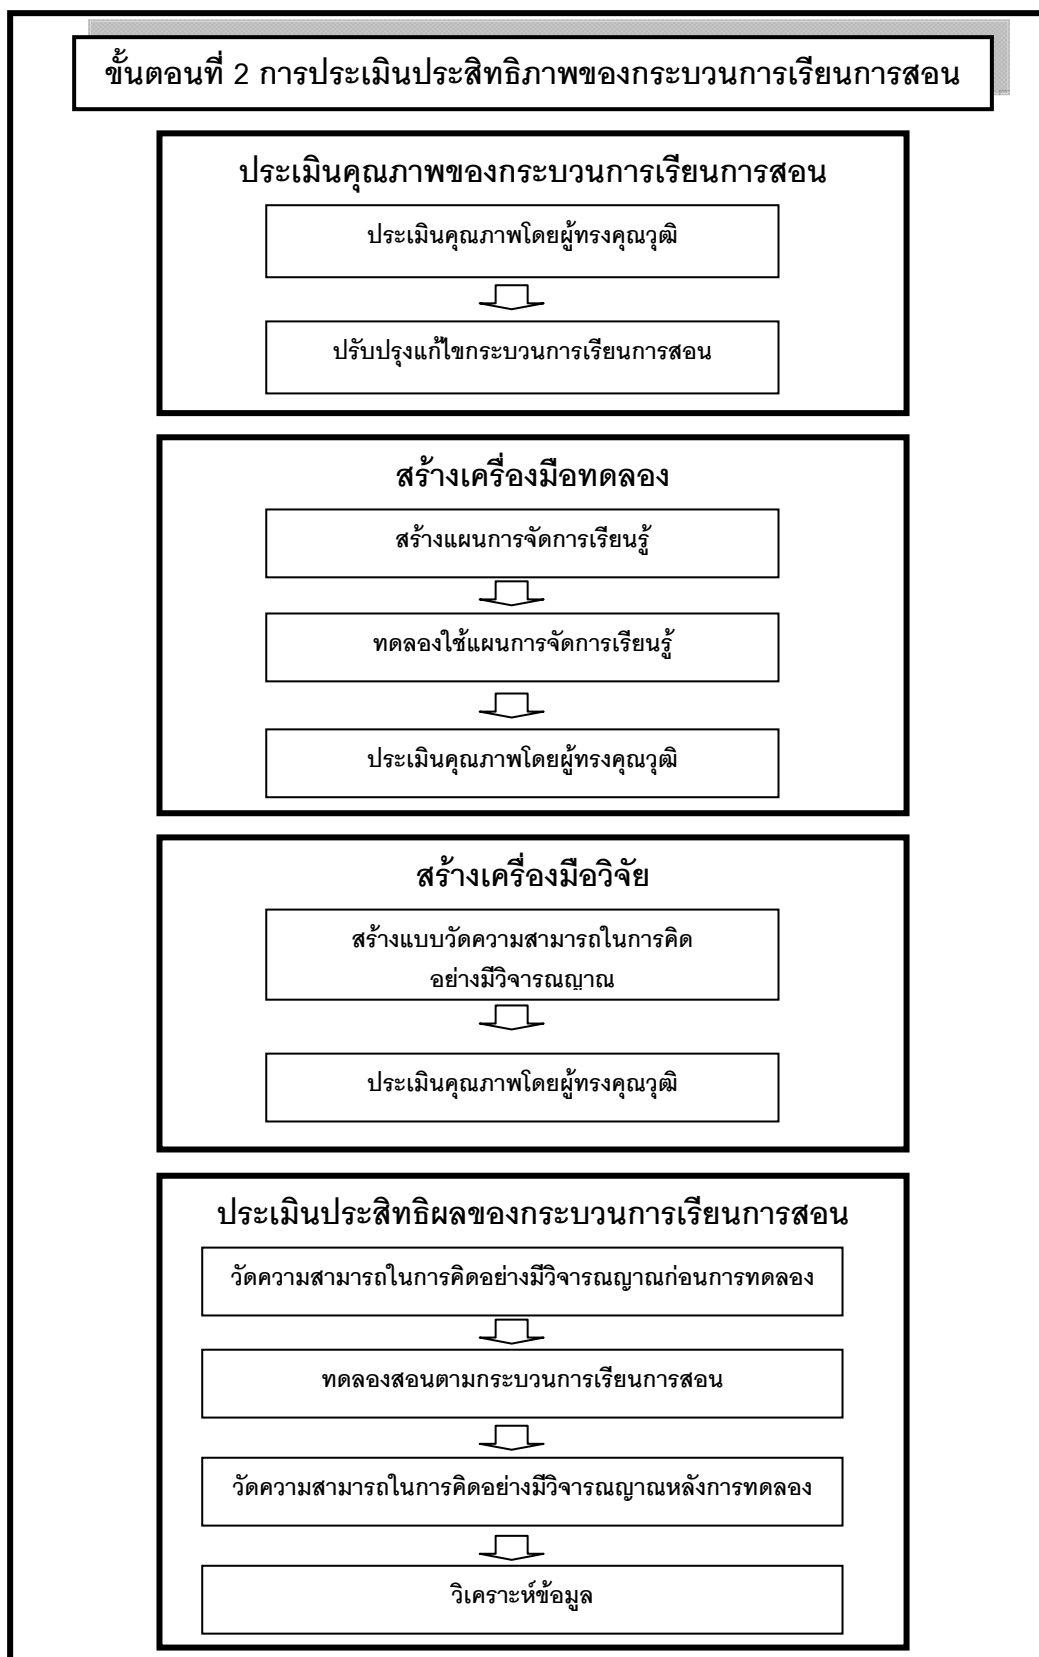 ขั้นตอนที่ 2 การประเมินประสิทธิภาพของกระบวนการเรียนการสอน
ประเมินคุณภาพของกระบวนการเรียนการสอน
ประเมินคุณภาพโดยผู้ทรงคุณวุฒิ
ปรับปรุงแก้ไขกระบวนการเรียนการสอน
สร้างเครื่องมือทดลอง
สร้างแผนการจัดการเรียนรู้
ทดลองใช้แผนการจัดการเรียนรู้
ประเมินคุณภาพโดยผู้ทรงคุณวุฒิ
สร้างเครื่องมือวิจัย
สร้างแบบวัดความสามารถในการคิด
อย่างมีวิจารณญาณ
ประเมินคุณภาพโดยผู้ทรงคุณวุฒิ
ประเมินประสิทธิผลของกระบวนการเรียนการสอน
วัดความสามารถในการคิดอย่างมีวิจารณญาณก่อนการทดลอง
ทดลองสอนตามกระบวนการเรียนการสอน
วัดความสามารถในการคิดอย่างมีวิจารณญาณหลังการทดลอง
วิเคราะห์ข้อมูล